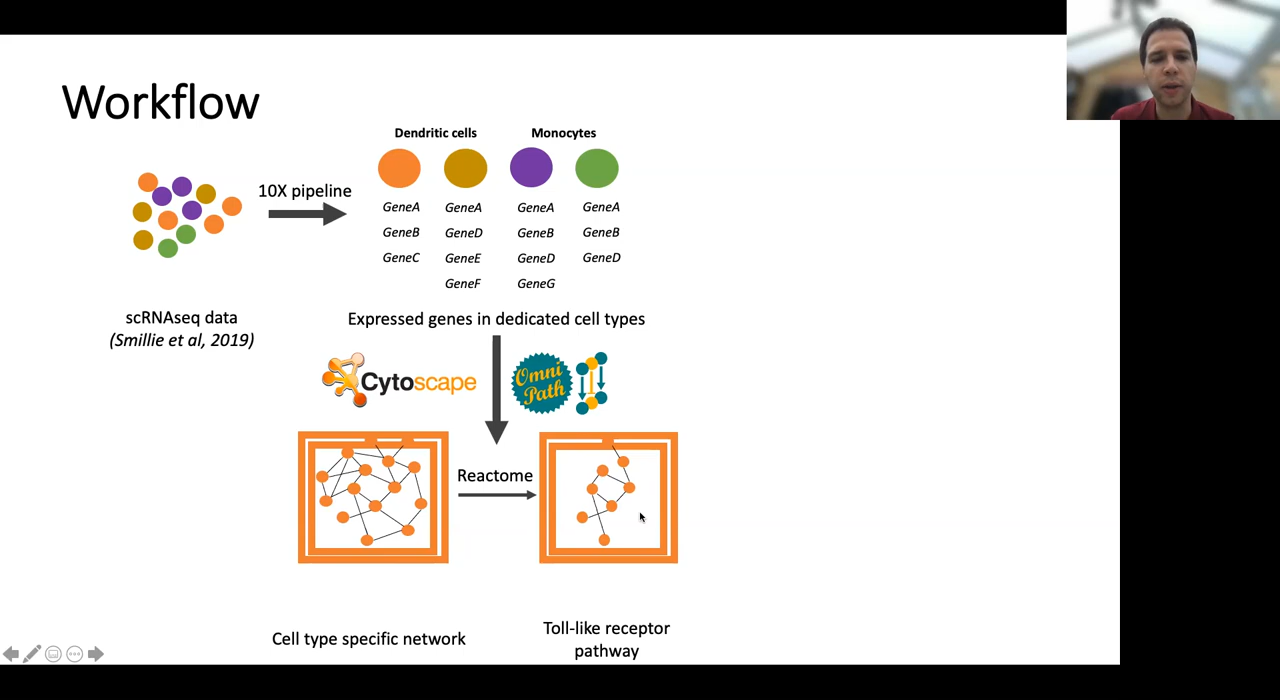 Workflow
Dendritic cells
Monocytes
10X pipeline
GeneA GeneA GeneA GeneA
GeneB GeneD GeneB GeneB
GeneC GeneE GeneD GeneD
GeneF GeneG
scRNAseq data
(Smillie et al, 2019)
Expressed genes in dedicated cell types
Cytoscape
Omni
Path
Reactome
Cell type specific network
Toll-like receptor
pathway